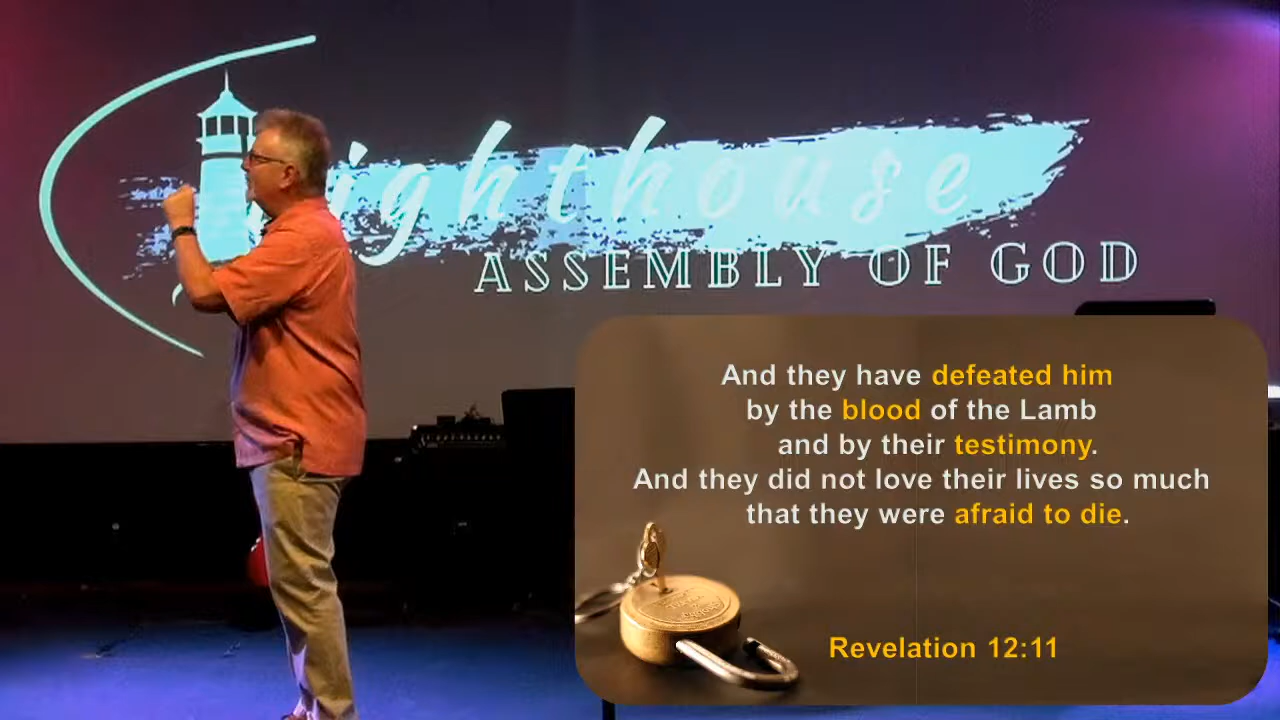 Lighthouse
ASSEMBLY OF GOD
And they have defeated him
by the blood of the Lamb
and by their testimony.
And they did not love their lives so much
that they were afraid to die.
Revelation 12:11